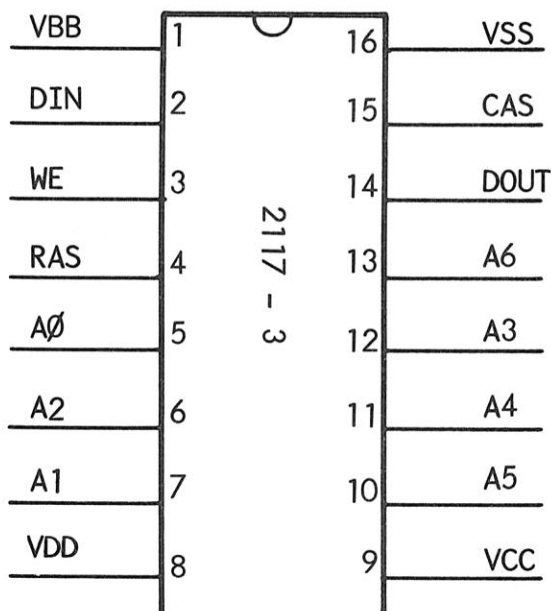 VBB 1 16 VSS
DIN 2 15 CAS
WE 3 14 DOUT
RAS 4 13 A6
AØ 5 12 A3
A2 6 11 A4
A1 7 10 A5
VDD 8 9 VCC
2117 - 3